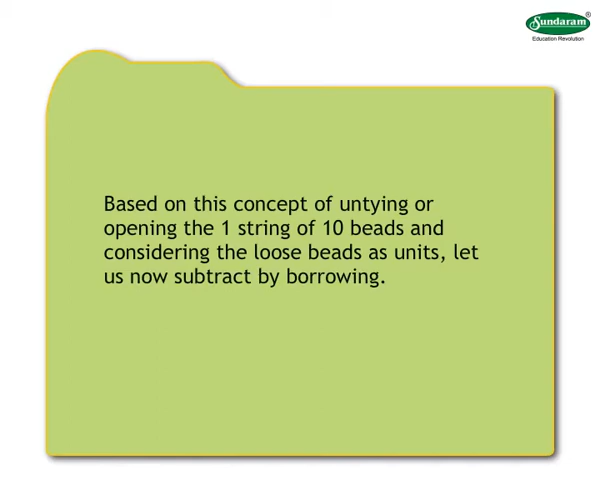 Sundaram®
Education Revolution
Based on this concept of untying or
opening the 1 string of 10 beads and
considering the loose beads as units, let
us now subtract by borrowing.